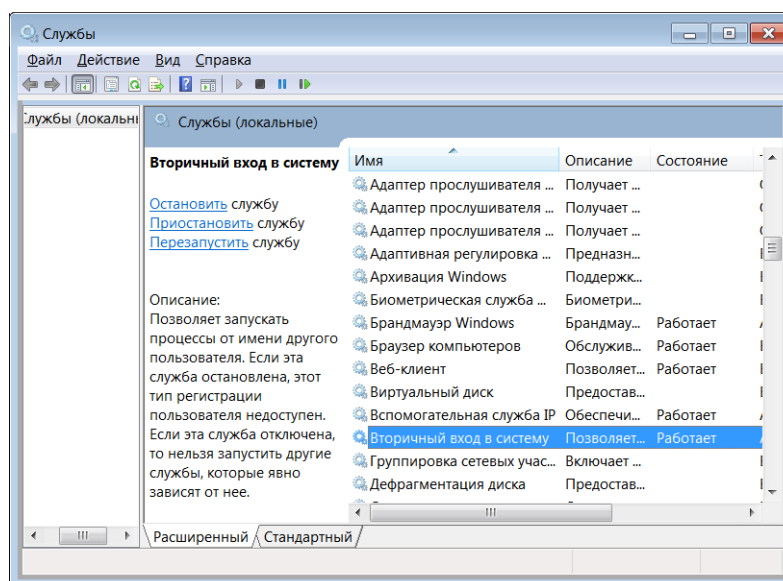 Службы
Файл Действие Вид Справка
Службы (локальны
Службы (локальные)
Вторичный вход в систему
Остановить службу
Приостановить службу
Перезапустить службу
Описание:
Позволяет запускать
процессы от имени другого
пользователя. Если эта
служба остановлена, этот
тип регистрации
пользователя недоступен.
Если эта служба отключена,
то нельзя запустить другие
службы, которые явно
зависят от нее.
Имя Описание Состояние
Адаптер прослушивателя ... Получает ...
Адаптер прослушивателя ... Получает ...
Адаптер прослушивателя ... Получает ...
Адаптивная регулировка ... Предназн...
Архивация Windows Поддержк...
Биометрическая служба ... Биометри...
Брандмауэр Windows Брандмау... Работает
Браузер компьютеров Обслужив... Работает
Веб-клиент Позволяет... Работает
Виртуальный диск Предостав...
Вспомогательная служба IP Обеспечи... Работает
Вторичный вход в систему Позволяет... Работает
Группировка сетевых учас... Включает ...
Дефрагментация диска Предостав...
Расширенный Стандартный